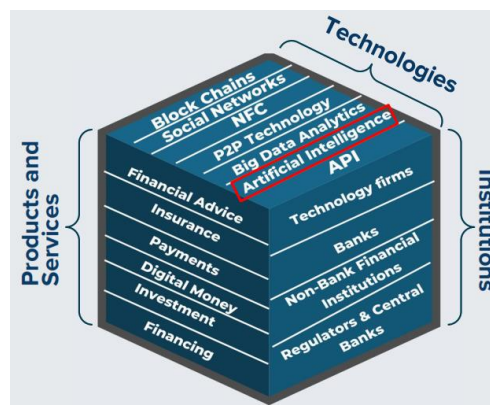 Technologies
Block Chains
Social Networks
NFC
P2P Technology
Big Data Analytics
Artificial Intelligence
API
Products and
Services
Financial Advice
Insurance
Payments
Digital Money
Investment
Financing
Technology firms
Banks
Non-Bank Financial
Institutions
Regulators & Central
Banks
Institutions